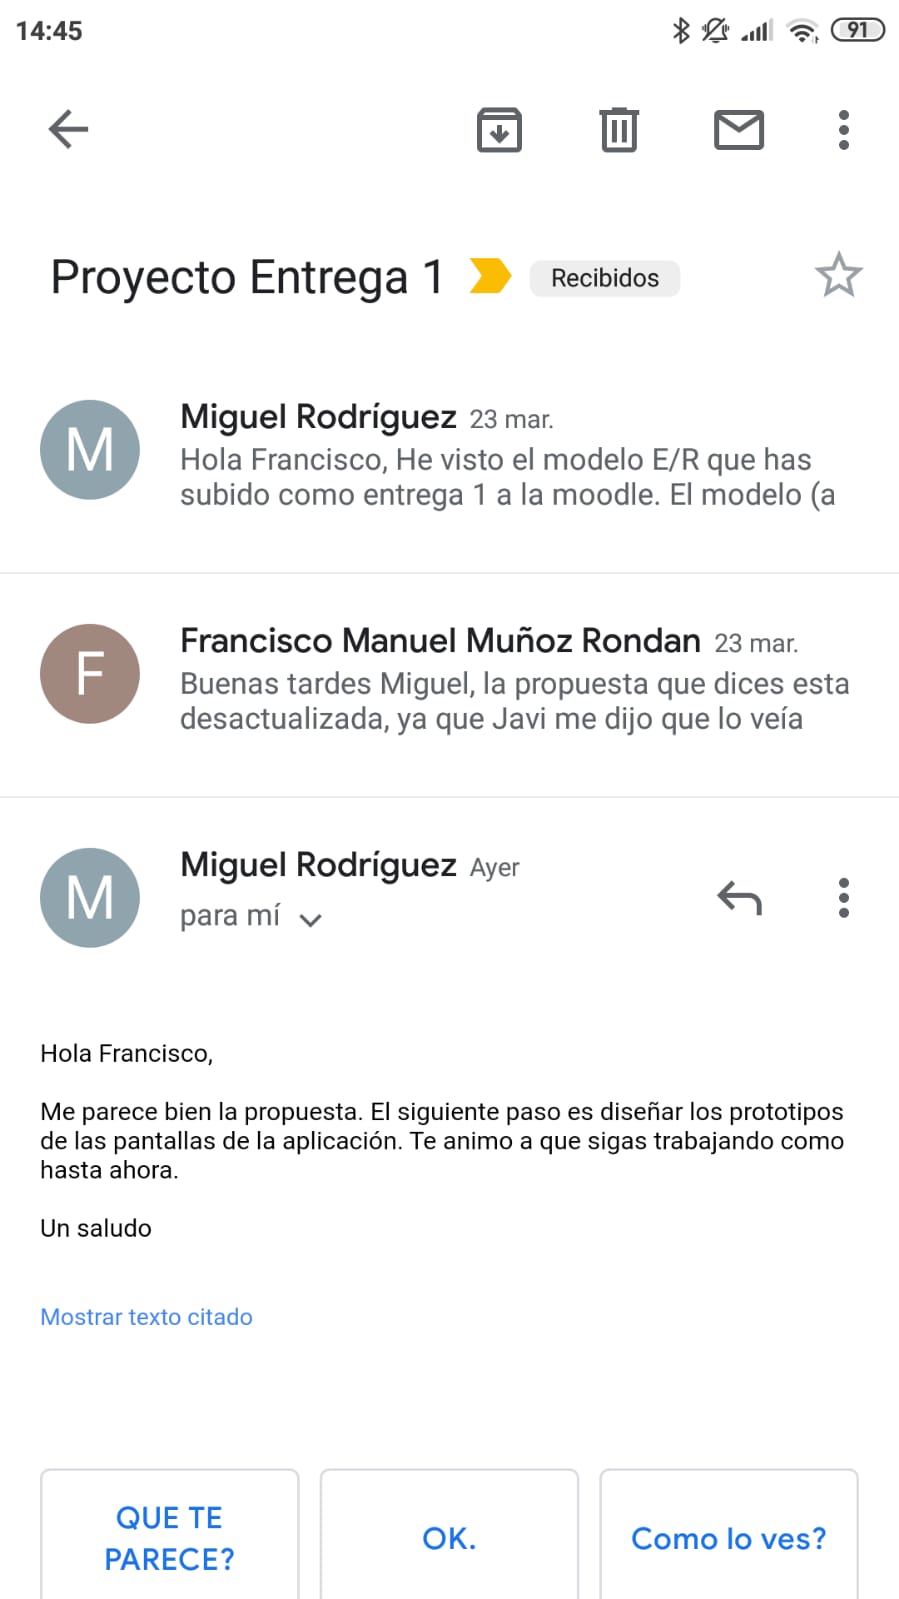 14:45
91
Proyecto Entrega 1
Recibidos
M
Miguel Rodríguez 23 mar.
Hola Francisco, He visto el modelo E/R que has
subido como entrega 1 a la moodle. El modelo (a
F
Francisco Manuel Muñoz Rondan 23 mar.
Buenas tardes Miguel, la propuesta que dices esta
desactualizada, ya que Javi me dijo que lo veía
M
Miguel Rodríguez Ayer
para mí
Hola Francisco,
Me parece bien la propuesta. El siguiente paso es diseñar los prototipos
de las pantallas de la aplicación. Te animo a que sigas trabajando como
hasta ahora.
Un saludo
Mostrar texto citado
QUE TE
PARECE?
OK.
Como lo ves?